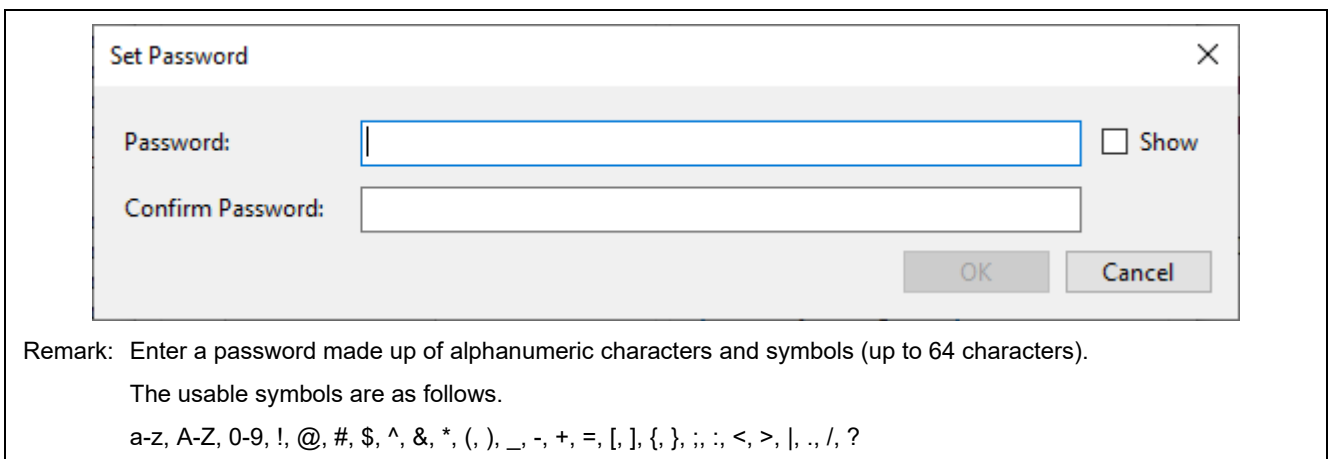 Set Password
Password:
Show
Confirm Password:
OK
Cancel
Remark: Enter a password made up of alphanumeric characters and symbols (up to 64 characters).
The usable symbols are as follows.
a-z, A-Z, 0-9, !, @, #, $, ^, &, *, (, ), _, -, +, =, [, ], {, }, ;, :, <, >, |, ., /, ?